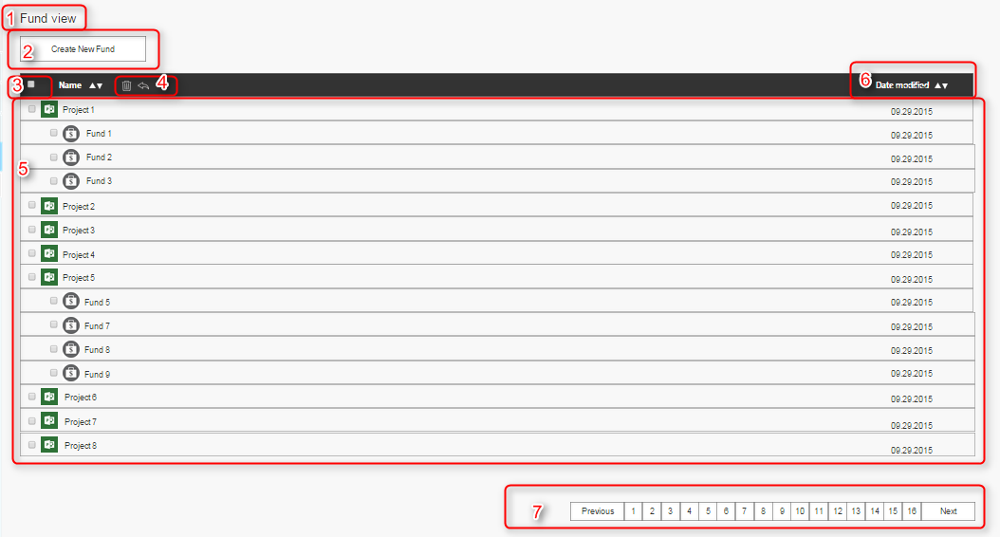 1 Fund view
2 Create New Fund
3 Name ▲▼ 4 6 Date modified ▲▼
Project 1 09.29.2015
Fund 1 09.29.2015
Fund 2 09.29.2015
5 Fund 3 09.29.2015
Project 2 09.29.2015
Project 3 09.29.2015
Project 4 09.29.2015
Project 5 09.29.2015
Fund 5 09.29.2015
Fund 7 09.29.2015
Fund 8 09.29.2015
Fund 9 09.29.2015
Project 6 09.29.2015
Project 7 09.29.2015
Project 8 09.29.2015
7 Previous 1 2 3 4 5 6 7 8 9 10 11 12 13 14 15 16 Next